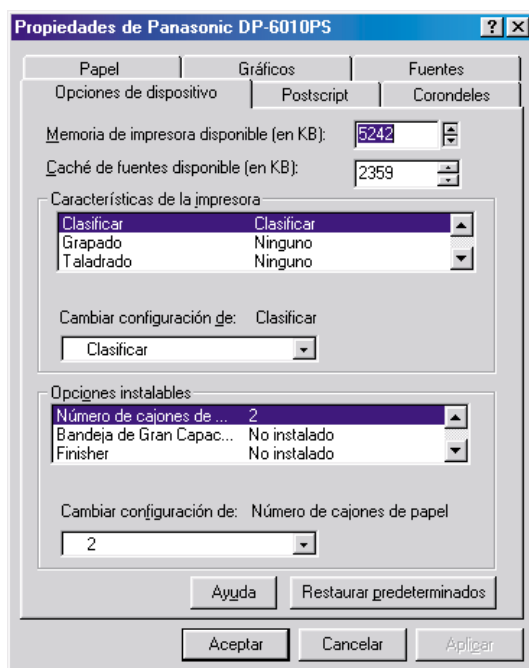 Propiedades de Panasonic DP-6010PS
Papel Gráficos Fuentes
Opciones de dispositivo Postscript Corondeles
Memoria de impresora disponible (en KB): 5242
Caché de fuentes disponible (en KB): 2359
Características de la impresora
Clasificar Clasificar
Grapado Ninguno
Taladrado Ninguno
Cambiar configuración de: Clasificar
Clasificar
Opciones instalables
Número de cajones de ... 2
Bandeja de Gran Capac... No instalado
Finisher No instalado
Cambiar configuración de: Número de cajones de papel
2
Ayuda Restaurar predeterminados
Aceptar Cancelar Aplicar